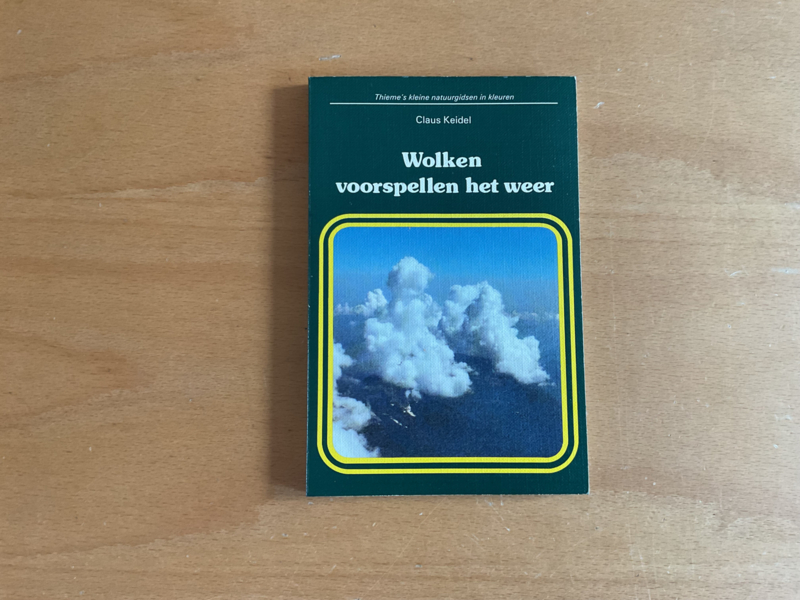 Thieme's kleine natuurgidsen in kleuren
Claus Keidel
Wolken
voorspellen het weer